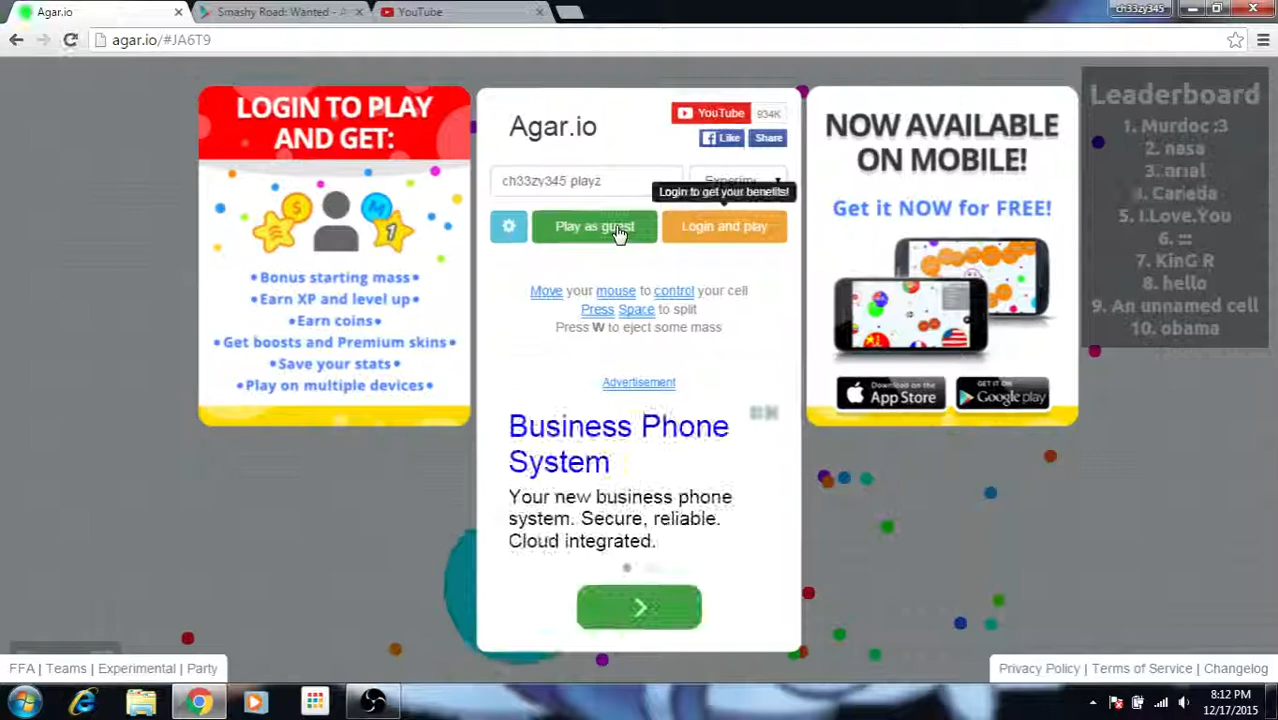 Agar.io
Smashy Road: Wanted - A
YouTube
ch33zy345
agar.io/#JA6T9
LOGIN TO PLAY
AND GET:
•Bonus starting mass•
•Earn XP and level up•
•Earn coins•
•Get boosts and Premium skins•
•Save your stats•
•Play on multiple devices•
Agar.io
YouTube 934K
Like Share
ch33zy345 playz
Login to get your benefits!
Play as guest
Login and play
Move your mouse to control your cell
Press Space to split
Press W to eject some mass
Advertisement
Business Phone
System
Your new business phone
system. Secure, reliable.
Cloud integrated.
NOW AVAILABLE
ON MOBILE!
Get it NOW for FREE!
Download on the
App Store
GET IT ON
Google play
Leaderboard
1. Murdoc :3
2. nasa
3. arial
4. Carieda
5. I.Love.You
6. ::
7. KinG R
8. hello
9. An unnamed cell
10. obama
FFA | Teams | Experimental | Party
Privacy Policy | Terms of Service | Changelog
8:12 PM
12/17/2015